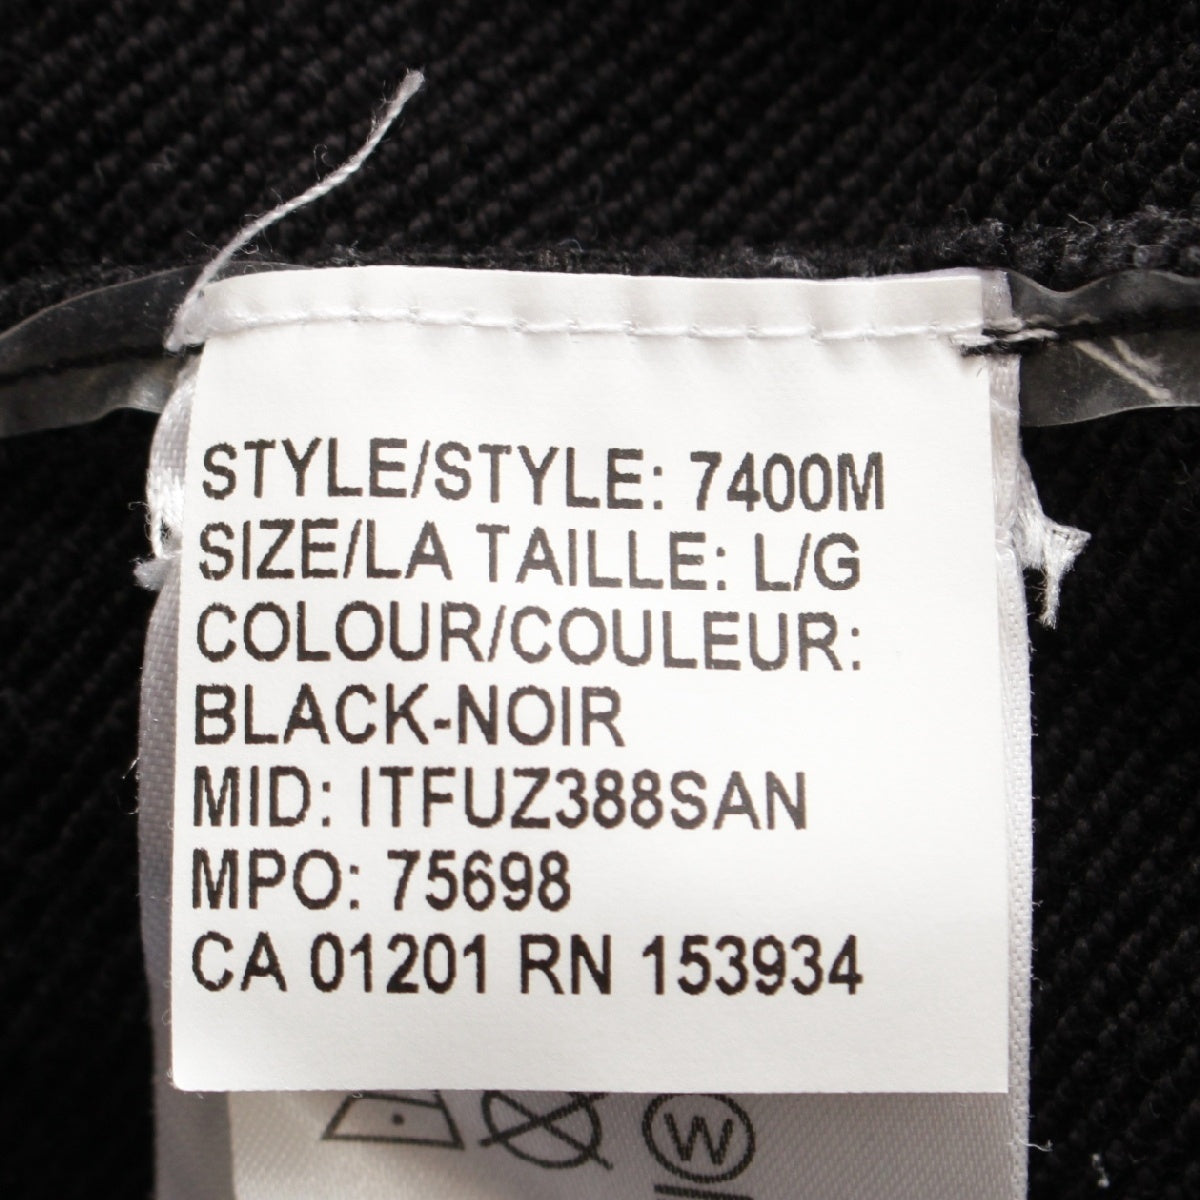 STYLE/STYLE: 7400M
SIZE/LA TAILLE: L/G
COLOUR/COULEUR:
BLACK-NOIR
MID: ITFUZ388SAN
MPO: 75698
CA 01201 RN 153934
W